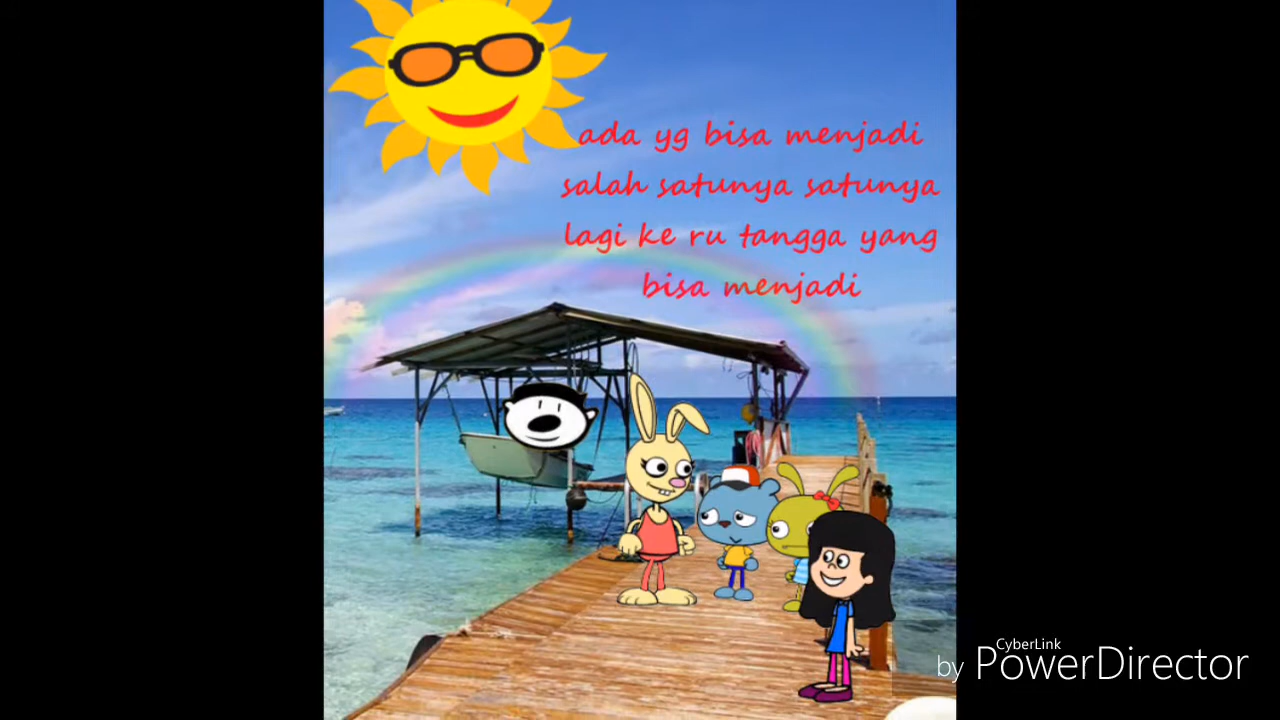 ada yg bisa menjadi
salah satunya satunya
lagi ke ru tangga yang
bisa menjadi
CyberLink
by PowerDirector